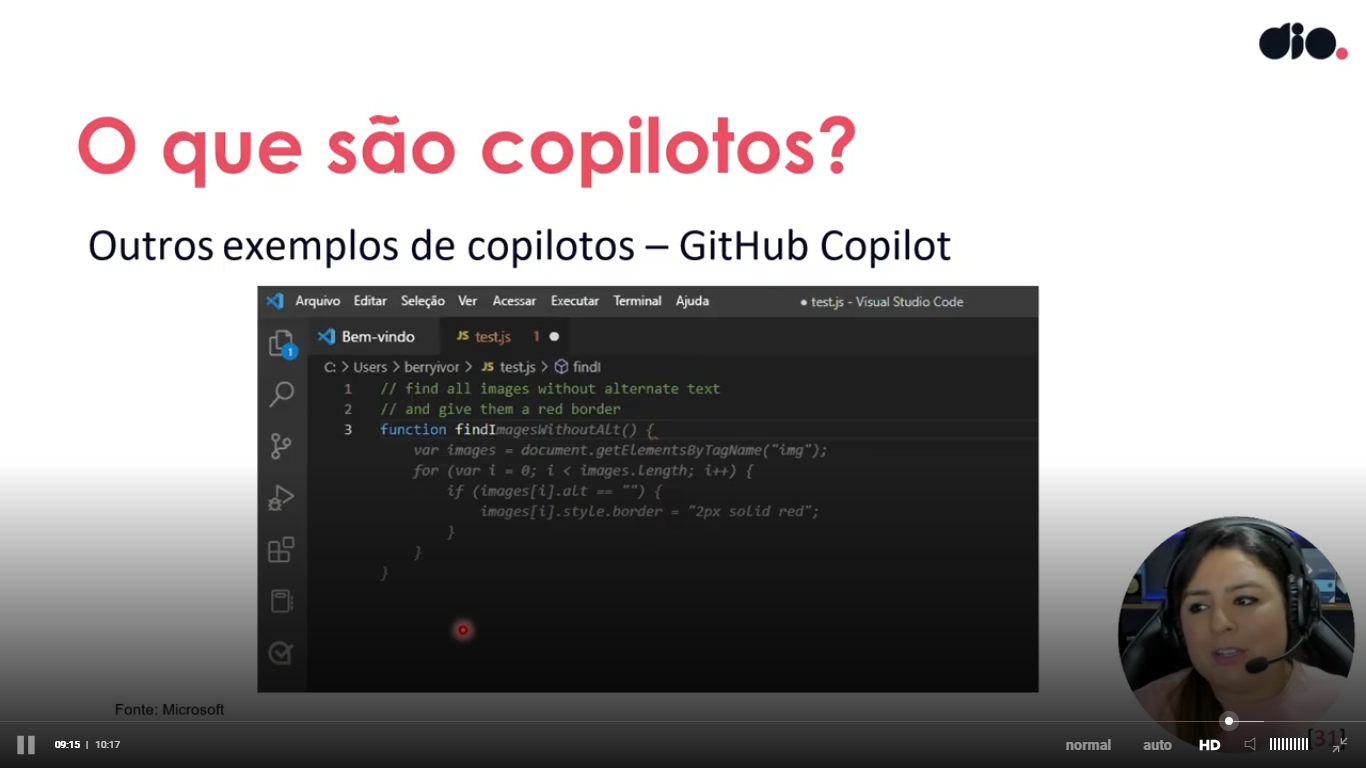 dio.
O que são copilotos?
Outros exemplos de copilotos – GitHub Copilot
Arquivo Editar Seleção Ver Acessar Executar Terminal Ajuda ● test.js - Visual Studio Code
Bem-vindo JS test.js 1 ●
1
C: > Users > berryivor > JS test.js > findI
1 // find all images without alternate text
2 // and give them a red border
3 function findImagesWithoutAlt() {
var images = document.getElementsByTagName("img");
for (var i = 0; i < images.length; i++) {
if (images[i].alt == "") {
images[i].style.border = "2px solid red";
}
}
}
Fonte: Microsoft
[31]
09:15 | 10:17 normal auto HD